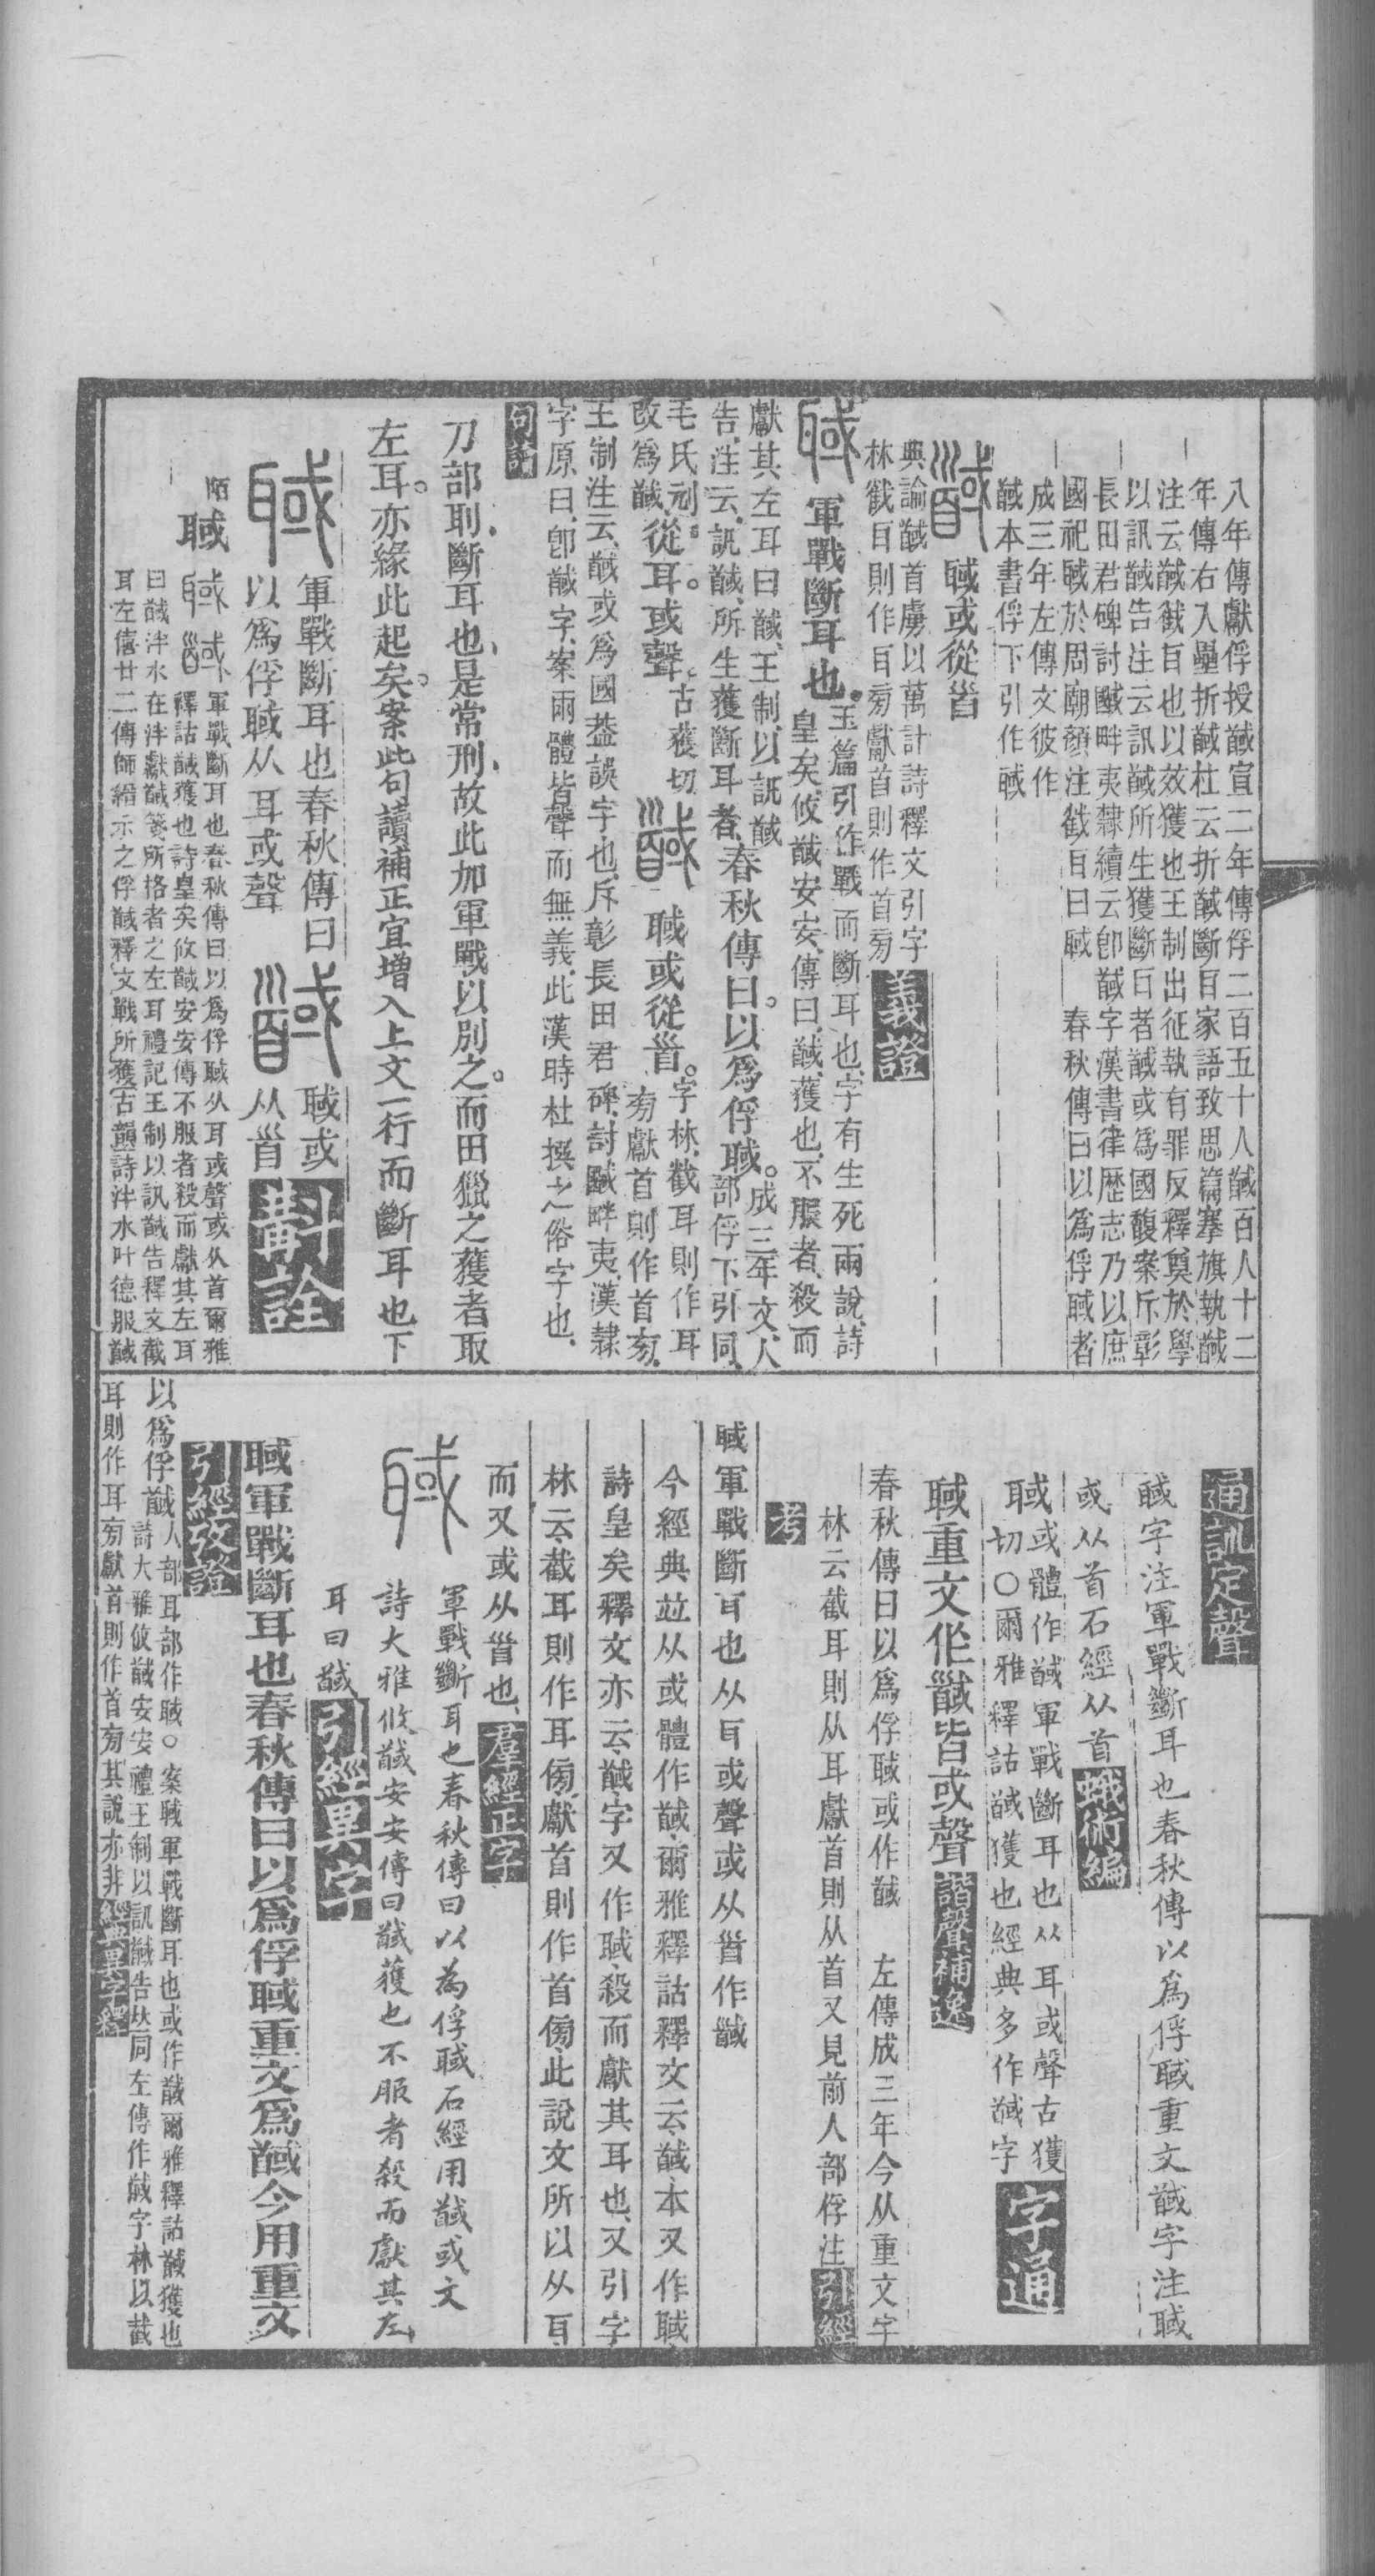 八年傳獻俘授馘宣二年傳俘二百五十人馘百人十二
年傳右入壘折馘杜云折馘斷耳家語致思篇搴旗執馘
注云馘截耳也以效獲也王制出征執有罪反釋奠於學
以訊馘告注云訊馘所生獲斷耳者馘或為國馥案斥彰
長田君碑討馘畔夷隸續云卽馘字漢書律歷志乃以庶
國祀馘於周廟顏注截耳曰聝　春秋傳曰以為俘聝者
成三年左傳文彼作
馘本書俘下引作聝
聝或從𩠐
典論馘首虜以萬計詩釋文引字
林截耳則作耳㫄獻首則作首㫄
義證
聝
軍戰斷耳也
玉篇引作戰而斷耳也字有生死兩說詩
皇矣攸馘安安傳曰馘獲也不服者殺而
獻其左耳曰馘王制以訊馘
告注云訊馘所生獲斷耳者
春秋傳曰以爲俘聝
成三年文人
部俘下引同
毛氏刓
改爲馘
從耳或聲
古獲切
馘
聝或從𩠐
字林截耳則作耳
㫄獻首則作首㫄
王制注云馘或爲國葢誤字也斥彰長田君碑討馘畔夷漢隸
字原曰卽馘字案兩體皆聲而無義此漢時杜撰之俗字也
句讀
刀部刵斷耳也是常刑故此加軍戰以別之而田獵之獲者取
左耳亦緣此起矣案此句讀補正宜增入上文一行而斷耳也下
聝
軍戰斷耳也春秋傳曰
以爲俘聝从耳或聲
馘
聝或
从𩠐
斠詮
陌
聝
聝馘
軍戰斷耳也春秋傳曰以爲俘聝从耳或聲或从首爾雅
釋詁馘獲也詩皇矣攸馘安安傳不服者殺而獻其左耳
曰馘泮水在泮獻馘箋所格者之左耳禮記王制以訊馘告釋文截
耳左僖廿二傳師縉示之俘馘釋文戰所獲古韻詩泮水叶德服馘
通訓定聲
聝字注軍戰斷耳也春秋傳以爲俘聝重文馘字注聝
或从首石經从首
蛾術編
聝
或體作馘軍戰斷耳也从耳或聲古獲
切○爾雅釋詁馘獲也經典多作馘字
字通
聝重文作馘皆或聲
諧聲補逸
春秋傳曰以爲俘聝或作馘　左傳成三年今从重文字
林云截耳則从耳獻首則从首又見前人部俘注
引經
考
聝軍戰斷耳也从耳或聲或从𩠐作馘
今經典竝从或體作馘爾雅釋詁釋文云馘本又作聝
詩皇矣釋文亦云馘字又作聝殺而獻其耳也又引字
林云截耳則作耳傍獻首則作首傍此說文所以从耳
而又或从𩠐也
羣經正字
聝
軍戰斷耳也春秋傳曰以為俘聝石經用馘或文
詩大雅攸馘安安傳曰馘獲也不服者殺而獻其左
耳曰馘
引經異字
聝軍戰斷耳也春秋傳曰以爲俘聝重文爲馘今用重文
引經攷證
以爲俘馘
人部耳部作聝○案聝軍戰斷耳也或作馘爾雅釋詁馘獲也
詩大雅攸馘安安禮王制以訊馘告竝同左傳作馘字林以截
耳則作耳㫄獻首則作首㫄其說亦非
經典異字釋